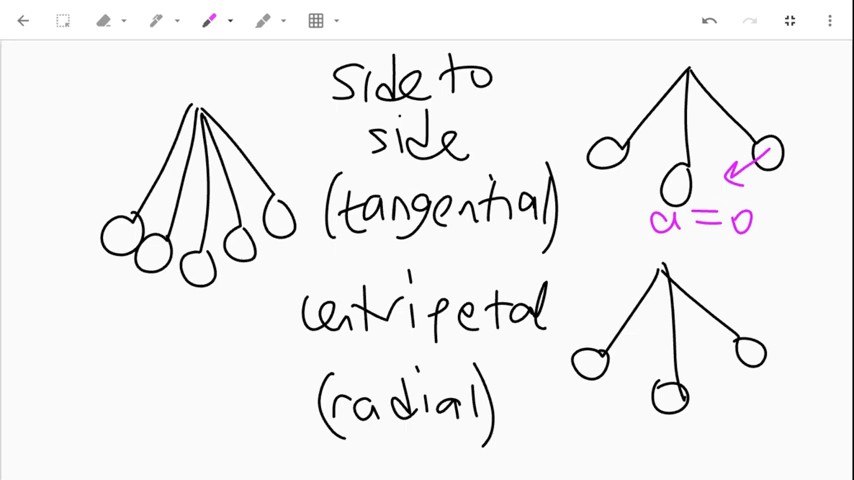 side to
side
(tangential)
a = 0
centripetal
(radial)